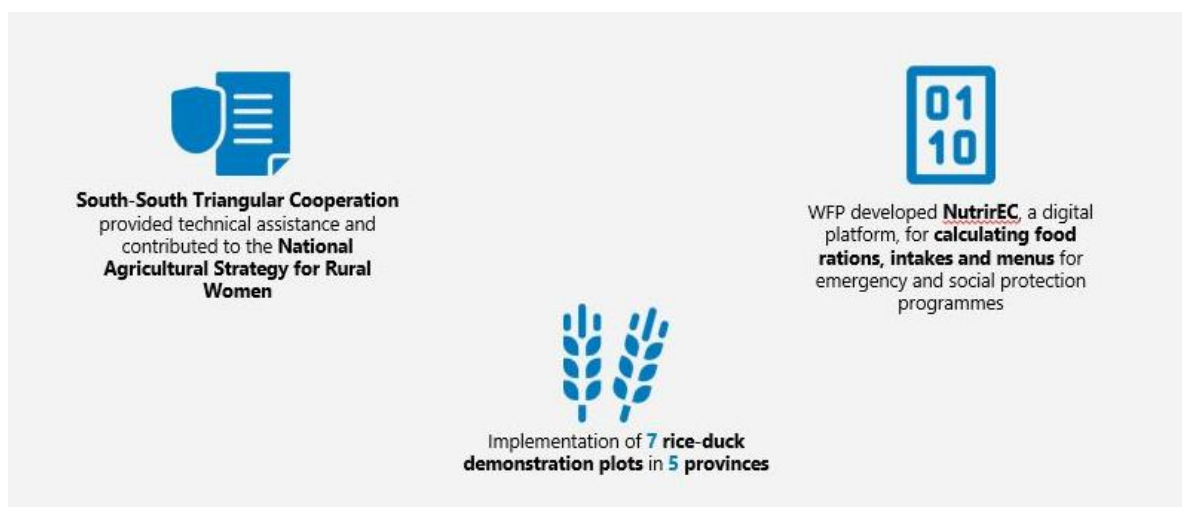 South-South Triangular Cooperation
provided technical assistance and
contributed to the National
Agricultural Strategy for Rural
Women
01
10
WFP developed NutrirEC, a digital
platform, for calculating food
rations, intakes and menus for
emergency and social protection
programmes
Implementation of 7 rice-duck
demonstration plots in 5 provinces